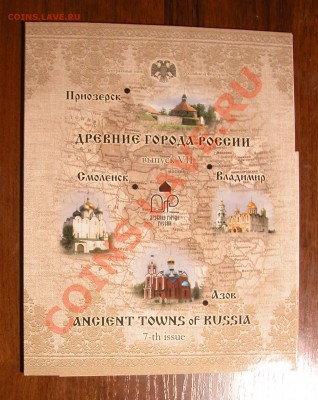 COINS.LAVE.RU
Приозерск
ДРЕВНИЕ ГОРОДА РОССИИ
выпуск VII
Смоленск
Владимир
ДРЕВНИЕ ГОРОДА
РОССИИ
Азов
ANCIENT TOWNS of RUSSIA
7-th issue
COINS.LAVE.RU